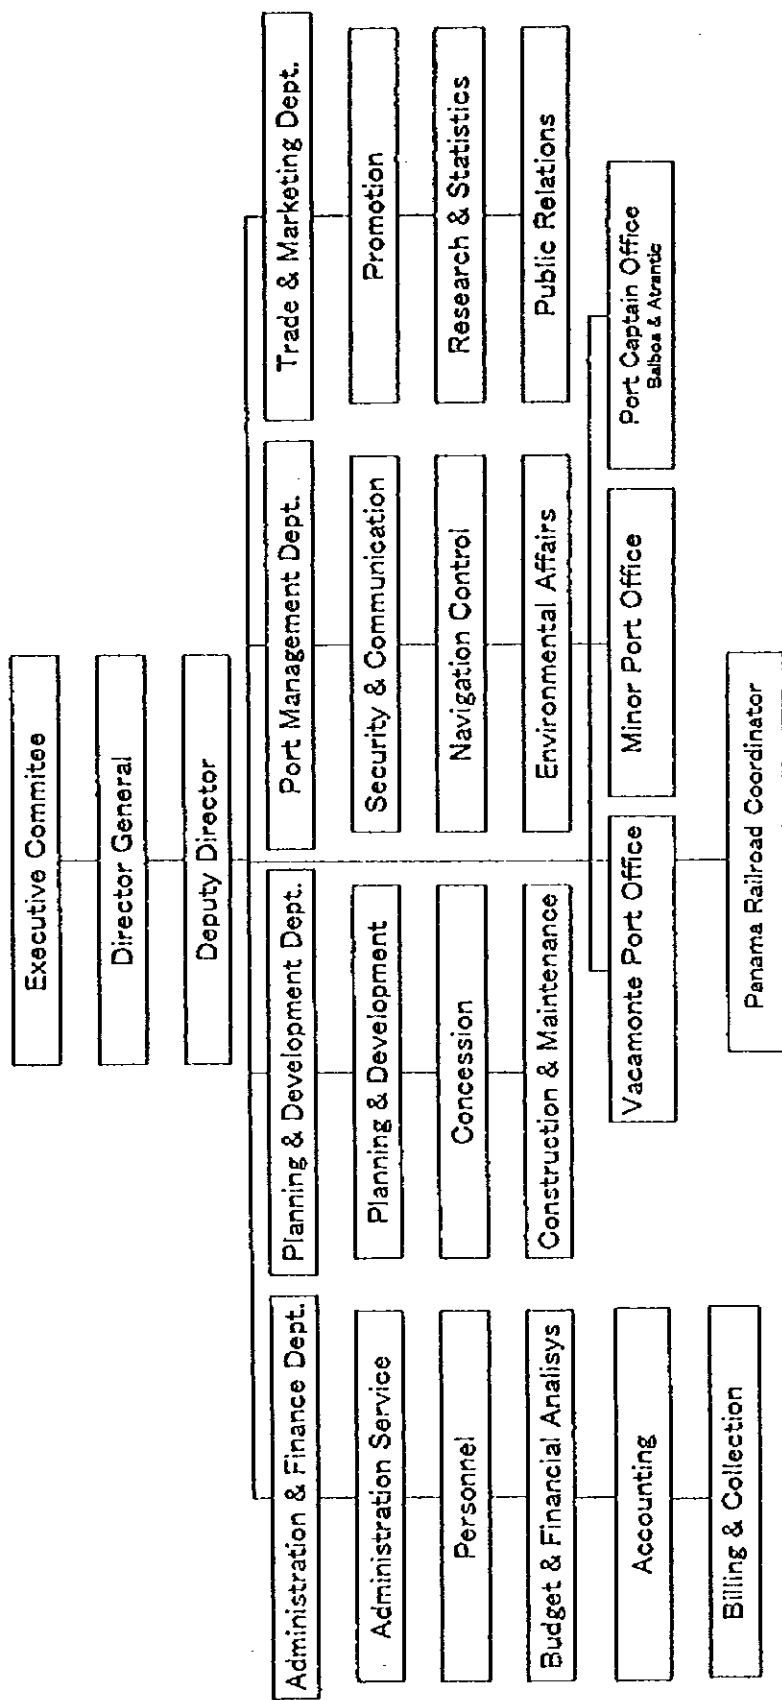 Executive Commitee
Director General
Deputy Director
Administration & Finance Dept.
Administration Service
Personnel
Budget & Financial Analisys
Accounting
Billing & Collection
Planning & Development Dept.
Planning & Development
Concession
Construction & Maintenance
Port Management Dept.
Security & Communication
Navigation Control
Environmental Affairs
Trade & Marketing Dept.
Promotion
Research & Statistics
Public Relations
Vacamonte Port Office
Minor Port Office
Port Captain Office
Balboa & Atrantic
Panama Railroad Coordinator